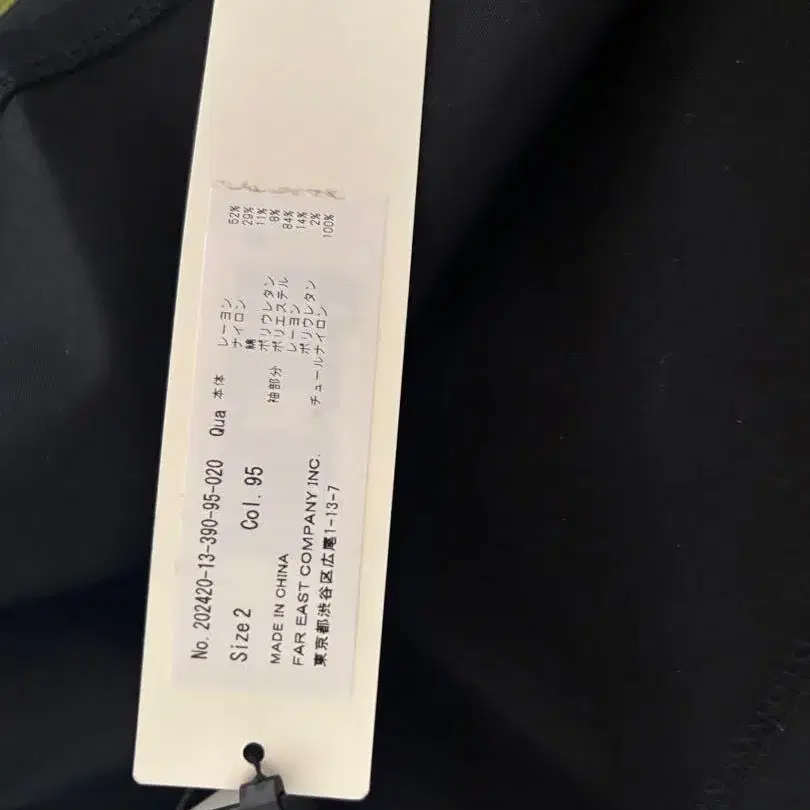 No. 202420-13-390-95-020
Size 2 Col. 95
MADE IN CHINA
FAR EAST COMPANY INC.
東京都渋谷区広尾1-13-7
Qua 本体 レーヨン 52%
ナイロン 29%
綿 11%
ポリウレタン 8%
袖部分 ポリエステル 84%
レーヨン 14%
ポリウレタン 2%
チュールナイロン 100%